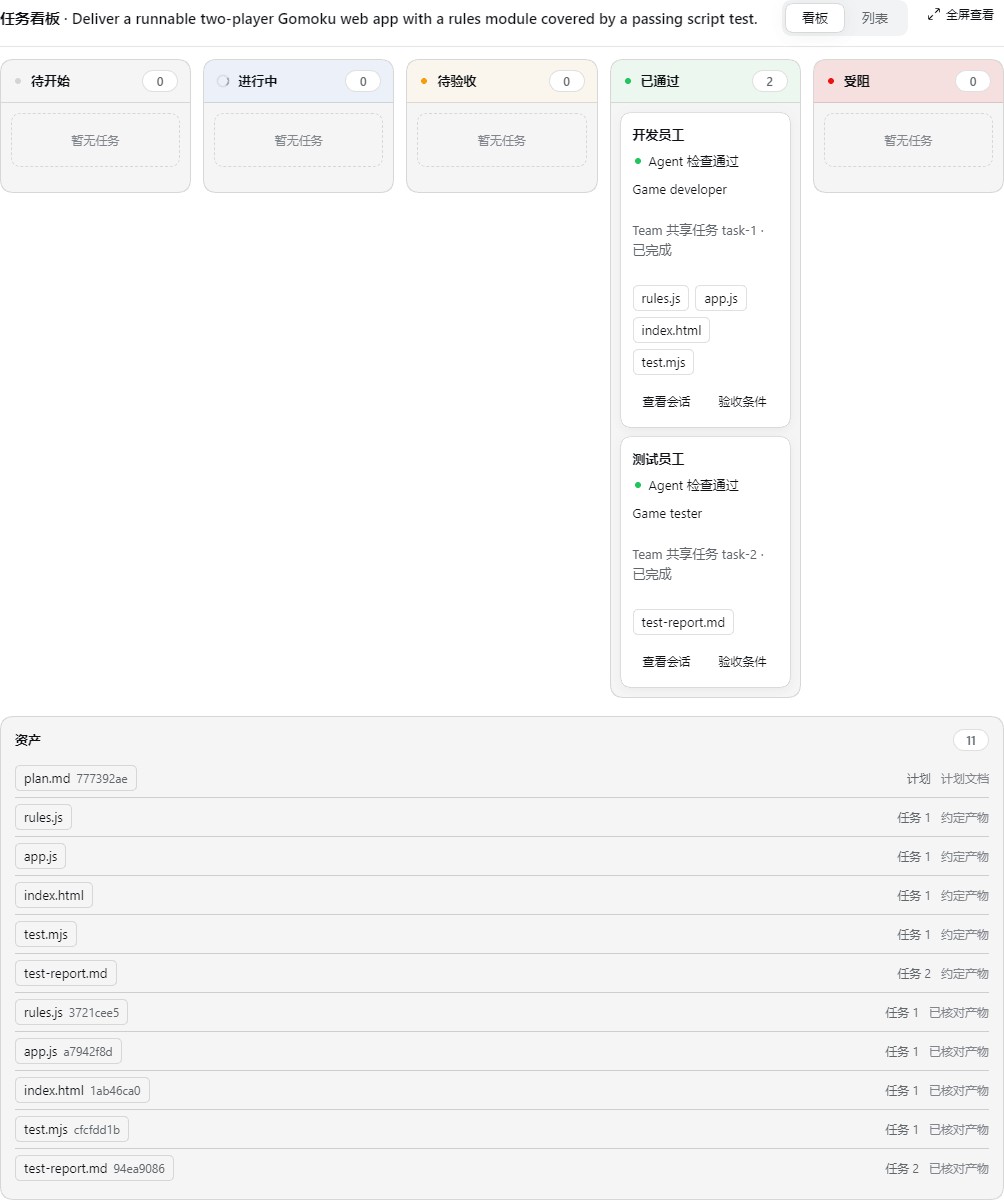 任务看板 · Deliver a runnable two-player Gomoku web app with a rules module covered by a passing script test.
看板
列表
全屏查看
待开始 0
暂无任务
进行中 0
暂无任务
待验收 0
暂无任务
已通过 2
开发员工
Agent 检查通过
Game developer
Team 共享任务 task-1 ·
已完成
rules.js app.js
index.html
test.mjs
查看会话 验收条件
测试员工
Agent 检查通过
Game tester
Team 共享任务 task-2 ·
已完成
test-report.md
查看会话 验收条件
受阻 0
暂无任务
资产 11
plan.md 777392ae 计划 计划文档
rules.js 任务 1 约定产物
app.js 任务 1 约定产物
index.html 任务 1 约定产物
test.mjs 任务 1 约定产物
test-report.md 任务 2 约定产物
rules.js 3721cee5 任务 1 已核对产物
app.js a7942f8d 任务 1 已核对产物
index.html 1ab46ca0 任务 1 已核对产物
test.mjs cfcfdd1b 任务 1 已核对产物
test-report.md 94ea9086 任务 2 已核对产物